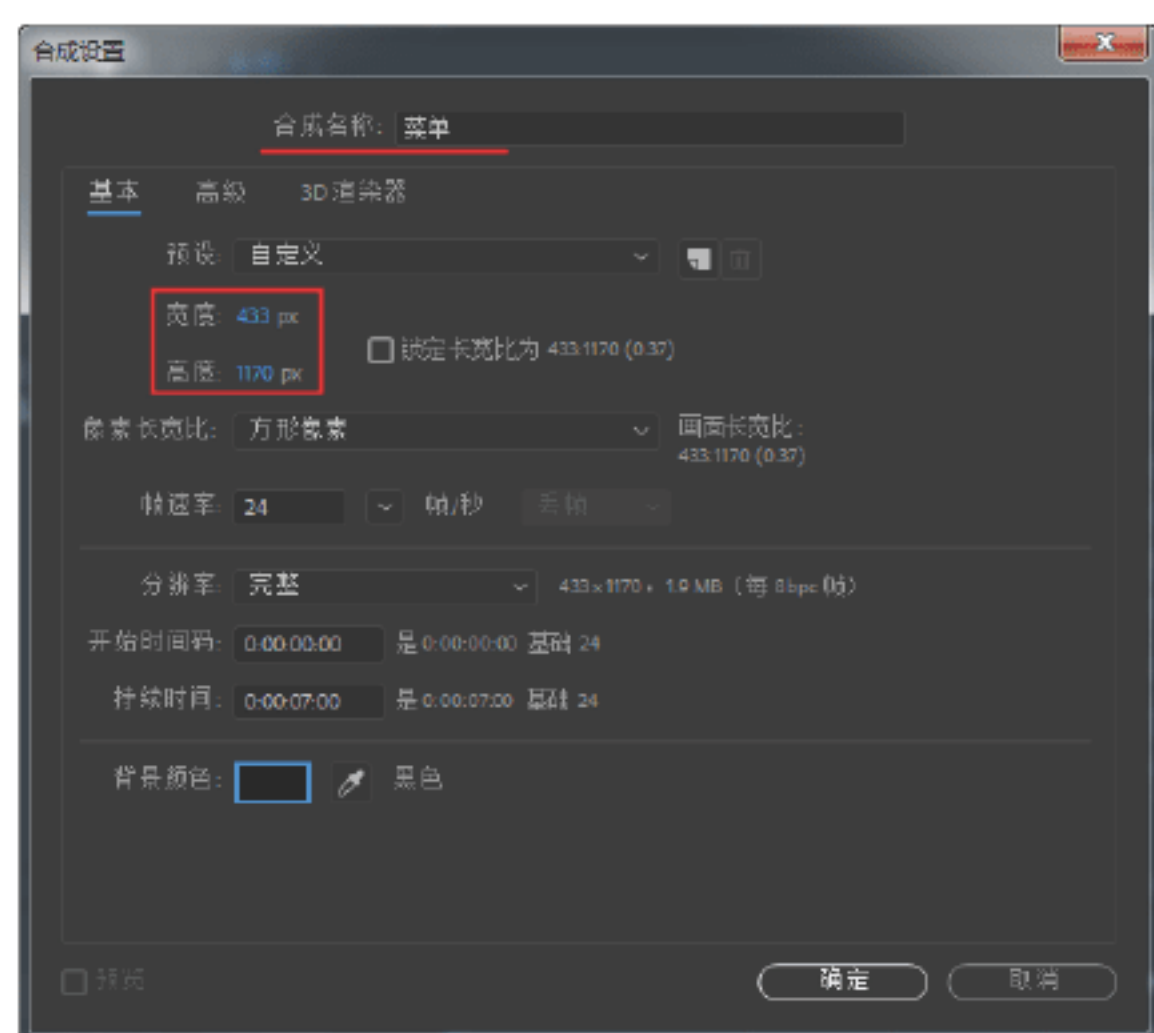 合成设置
合成名称: 菜单
基本 高级 3D 渲染器
预设: 自定义
宽度: 433 px
锁定长宽比为 433:1170 (0.37)
高度: 1170 px
像素长宽比: 方形像素 画面长宽比:
433:1170 (0.37)
帧速率: 24 帧/秒 丢帧
分辨率: 完整 433 x 1170，1.9 MB（每 8bpc 帧）
开始时间码: 0:00:00:00 是 0:00:00:00 基础 24
持续时间: 0:00:07:00 是 0:00:07:00 基础 24
背景颜色: 黑色
预览 确定 取消